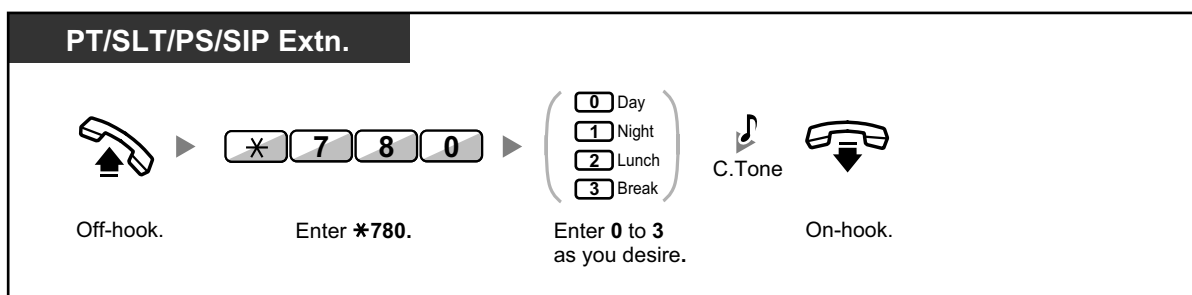 PT/SLT/PS/SIP Extn.
* 7 8 0
0 Day
1 Night
2 Lunch
3 Break
C.Tone
Off-hook.
Enter *780.
Enter 0 to 3
as you desire.
On-hook.